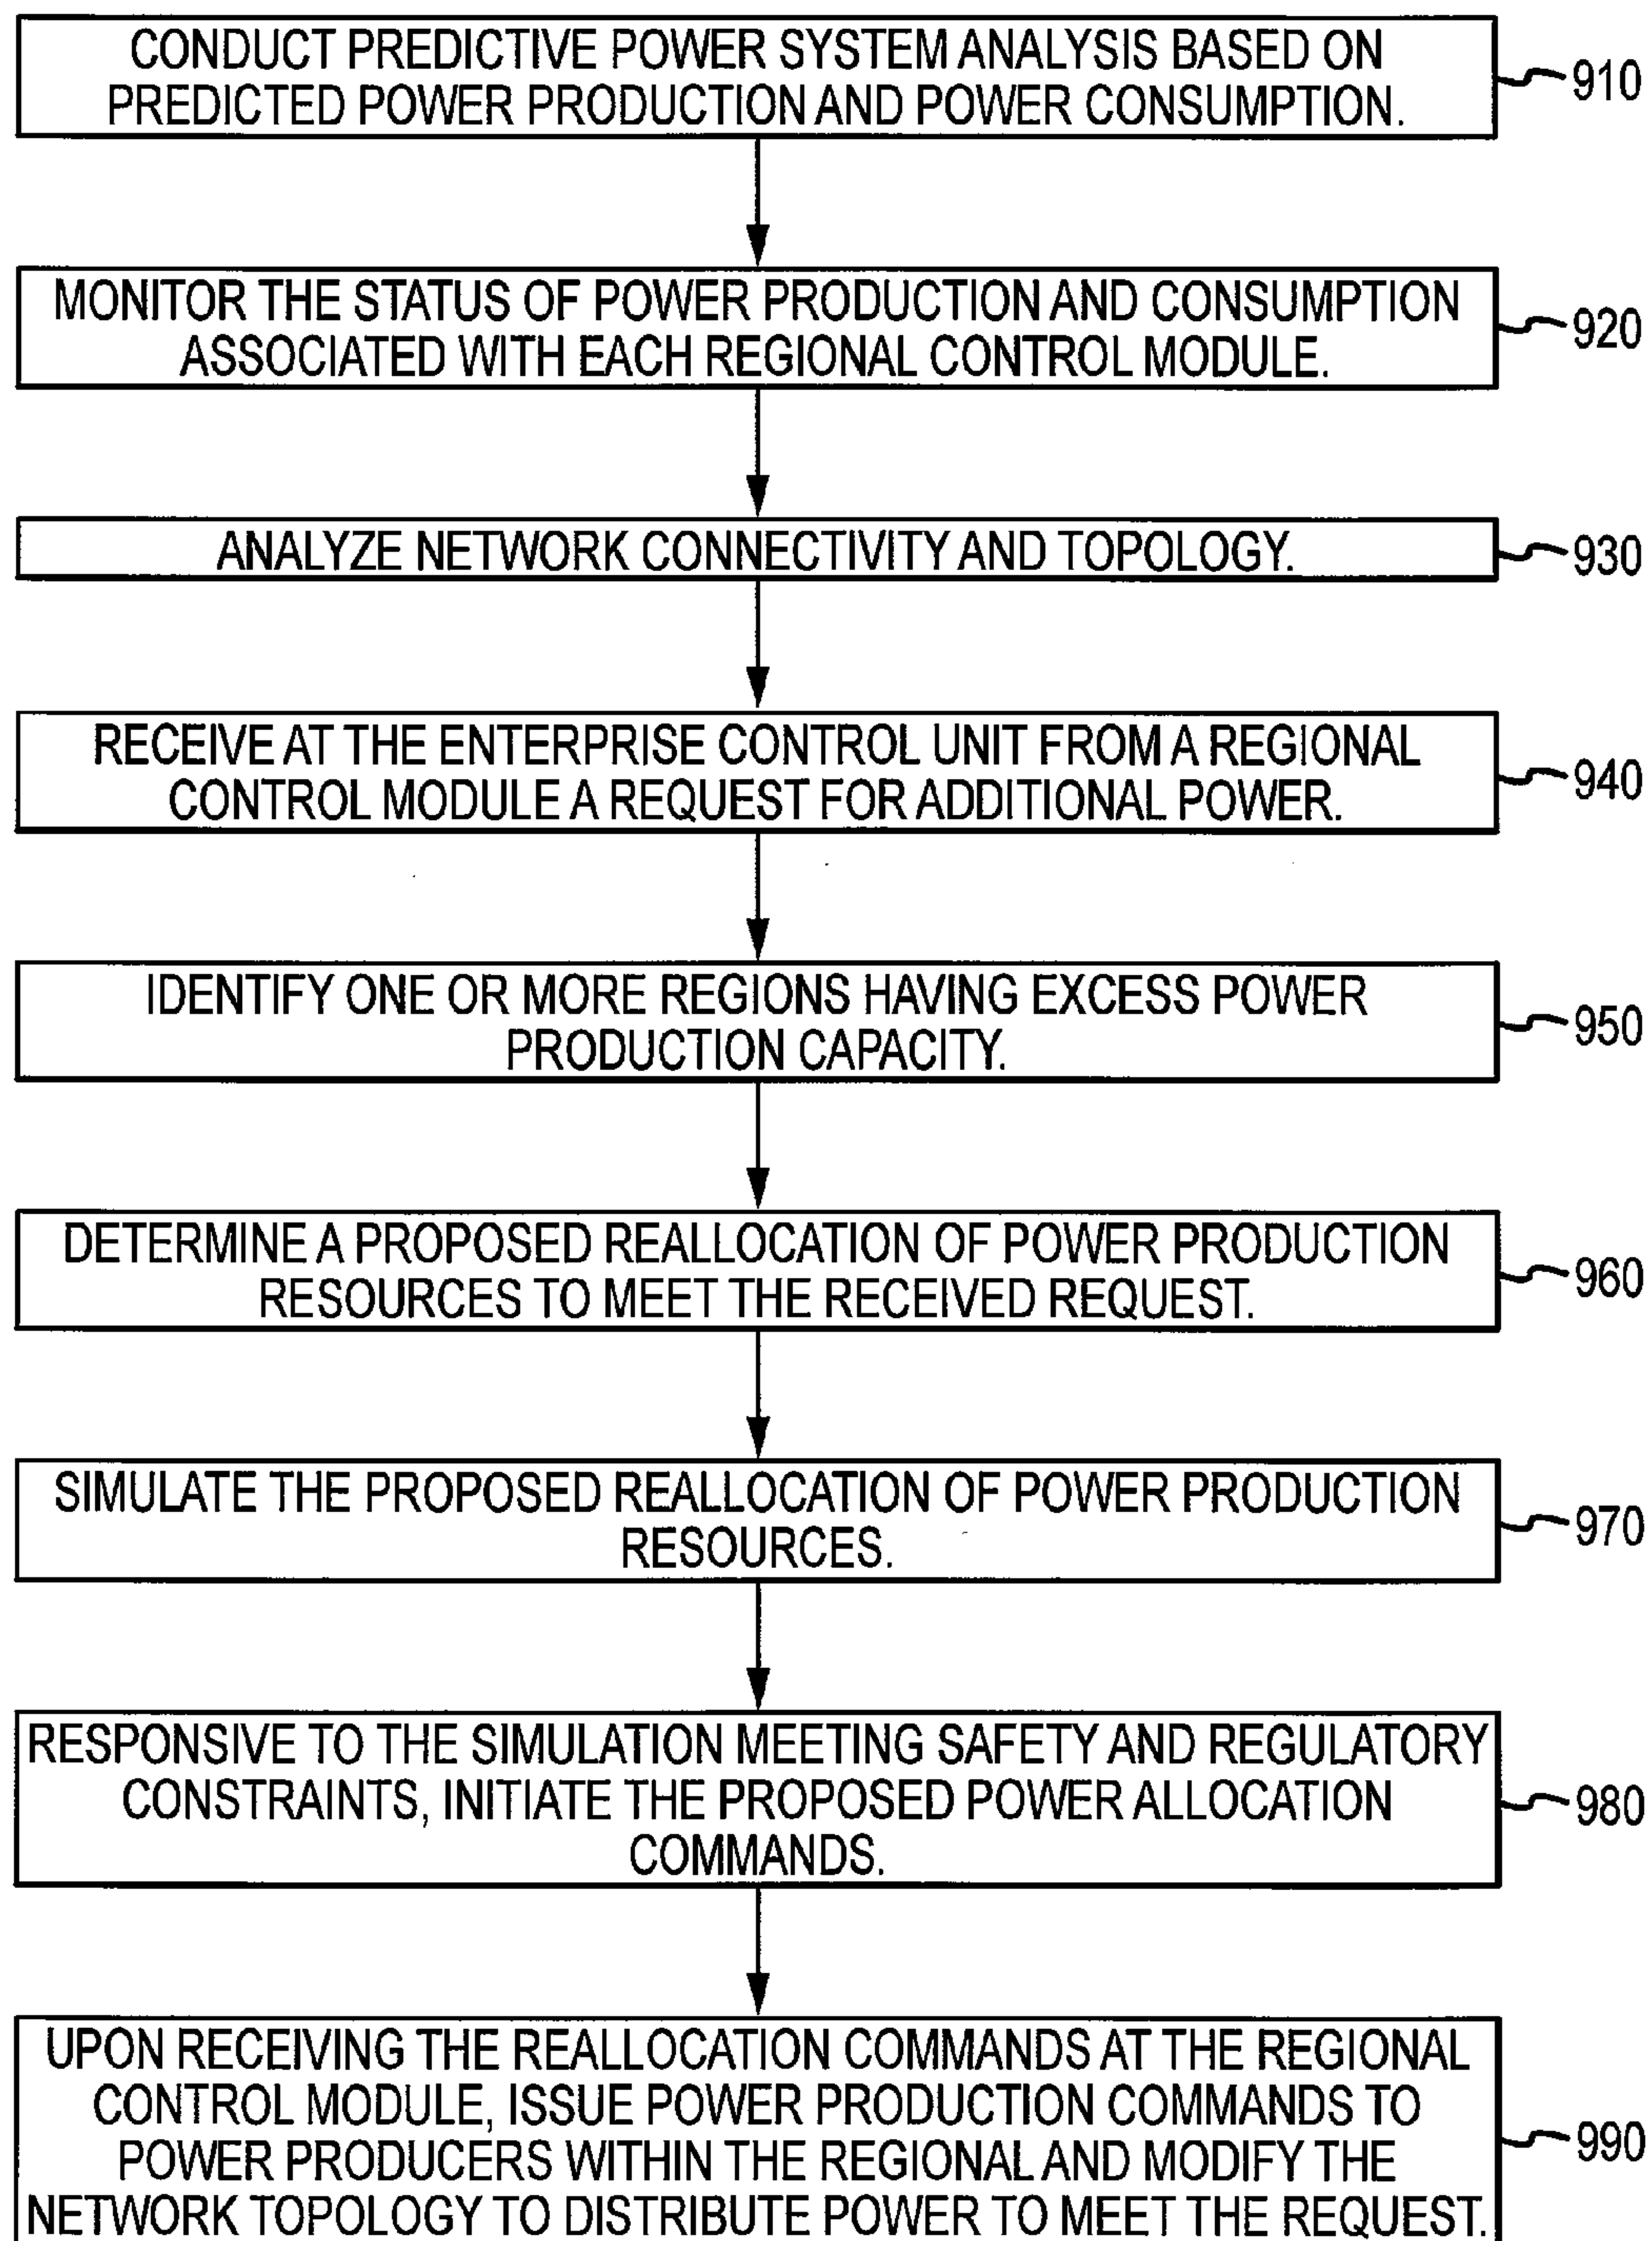 CONDUCT PREDICTIVE POWER SYSTEM ANALYSIS BASED ON
PREDICTED POWER PRODUCTION AND POWER CONSUMPTION.
910
MONITOR THE STATUS OF POWER PRODUCTION AND CONSUMPTION
ASSOCIATED WITH EACH REGIONAL CONTROL MODULE.
920
ANALYZE NETWORK CONNECTIVITY AND TOPOLOGY.
930
RECEIVE AT THE ENTERPRISE CONTROL UNIT FROM A REGIONAL
CONTROL MODULE A REQUEST FOR ADDITIONAL POWER.
940
IDENTIFY ONE OR MORE REGIONS HAVING EXCESS POWER
PRODUCTION CAPACITY.
950
DETERMINE A PROPOSED REALLOCATION OF POWER PRODUCTION
RESOURCES TO MEET THE RECEIVED REQUEST.
960
SIMULATE THE PROPOSED REALLOCATION OF POWER PRODUCTION
RESOURCES.
970
RESPONSIVE TO THE SIMULATION MEETING SAFETY AND REGULATORY
CONSTRAINTS, INITIATE THE PROPOSED POWER ALLOCATION
COMMANDS.
980
UPON RECEIVING THE REALLOCATION COMMANDS AT THE REGIONAL
CONTROL MODULE, ISSUE POWER PRODUCTION COMMANDS TO
POWER PRODUCERS WITHIN THE REGIONAL AND MODIFY THE
NETWORK TOPOLOGY TO DISTRIBUTE POWER TO MEET THE REQUEST.
990